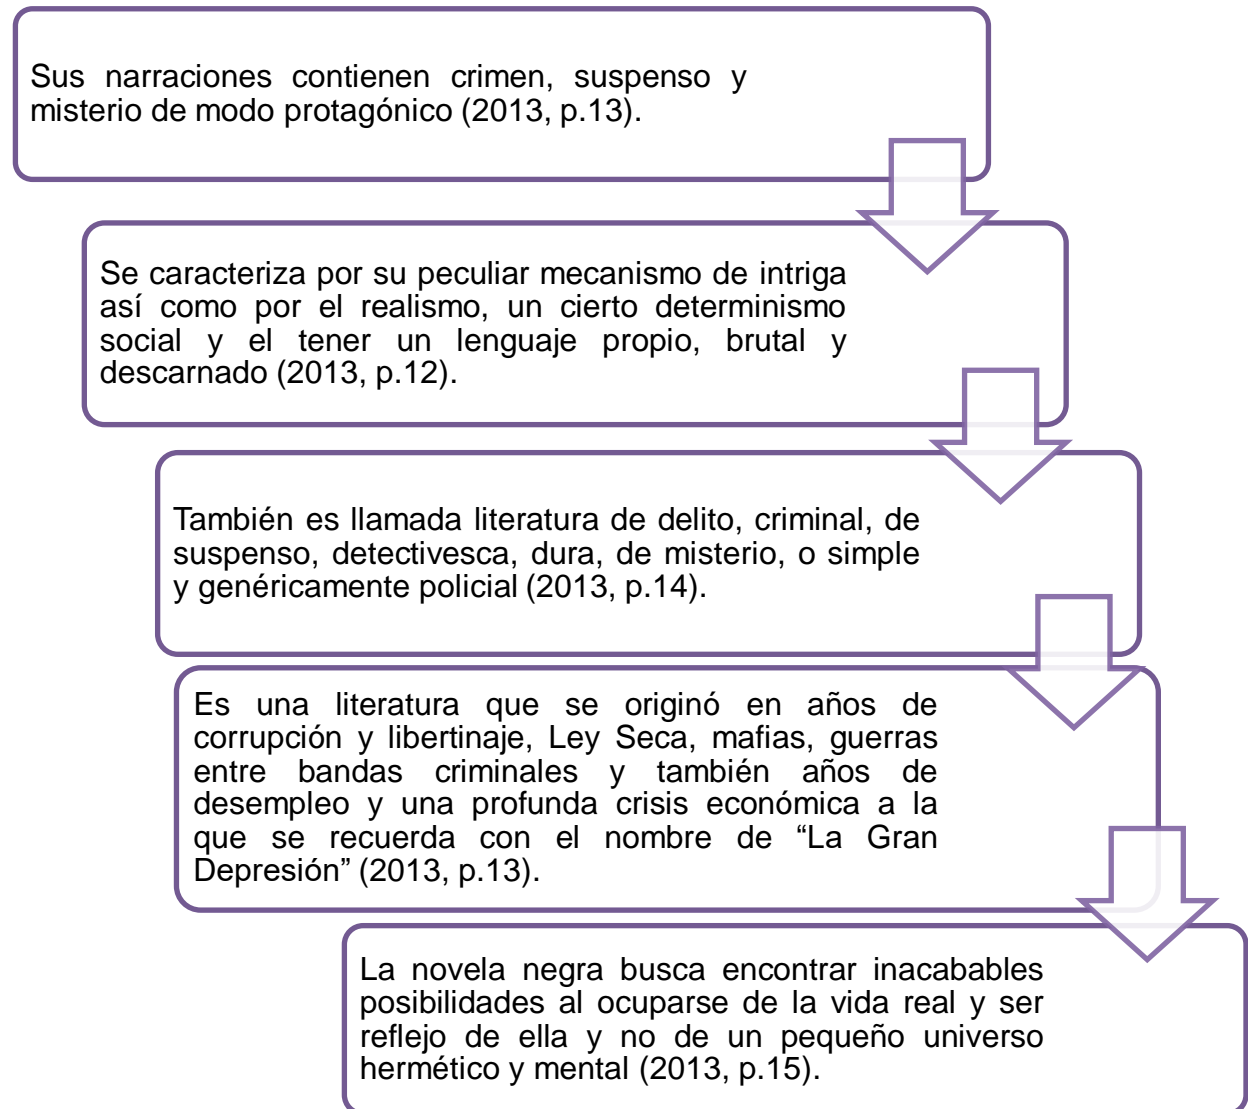 Sus narraciones contienen crimen, suspenso y
misterio de modo protagónico (2013, p.13).
Se caracteriza por su peculiar mecanismo de intriga
así como por el realismo, un cierto determinismo
social y el tener un lenguaje propio, brutal y
descarnado (2013, p.12).
También es llamada literatura de delito, criminal, de
suspenso, detectivesca, dura, de misterio, o simple
y genéricamente policial (2013, p.14).
Es una literatura que se originó en años de
corrupción y libertinaje, Ley Seca, mafias, guerras
entre bandas criminales y también años de
desempleo y una profunda crisis económica a la
que se recuerda con el nombre de “La Gran
Depresión” (2013, p.13).
La novela negra busca encontrar inacabables
posibilidades al ocuparse de la vida real y ser
reflejo de ella y no de un pequeño universo
hermético y mental (2013, p.15).